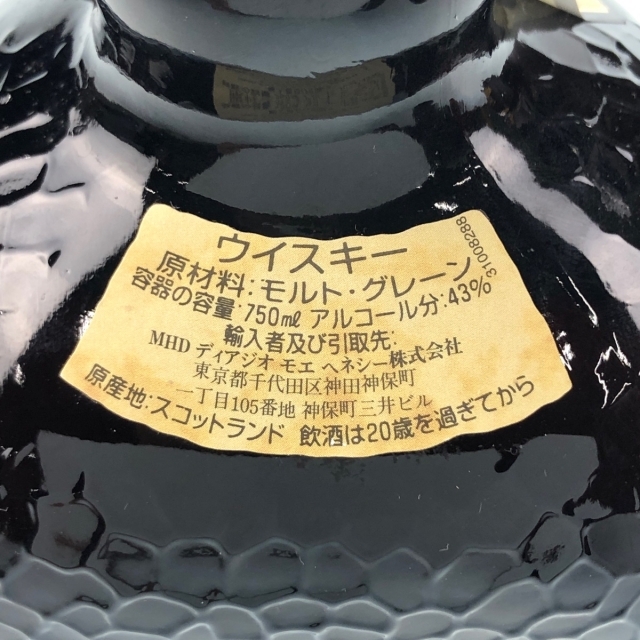 ウイスキー
原材料:モルト・グレーン
容器の容量 750ml アルコール分:43%
輸入者及び引取先:
MHD ディアジオ モエ ヘネシー株式会社
東京都千代田区神田神保町
一丁目105番地 神保町三井ビル
原産地:スコットランド 飲酒は20歳を過ぎてから
31008288